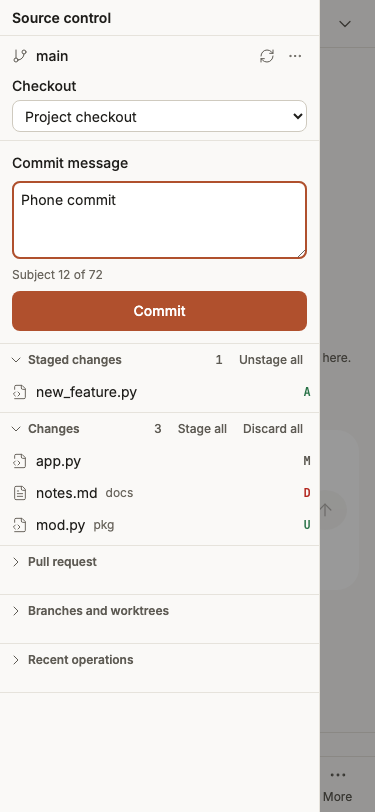 Source control
main
Checkout
Project checkout
Commit message
Phone commit
Subject 12 of 72
Commit
Staged changes 1 Unstage all
new_feature.py A
Changes 3 Stage all Discard all
app.py M
notes.md docs D
mod.py pkg U
Pull request
Branches and worktrees
Recent operations
here.
More